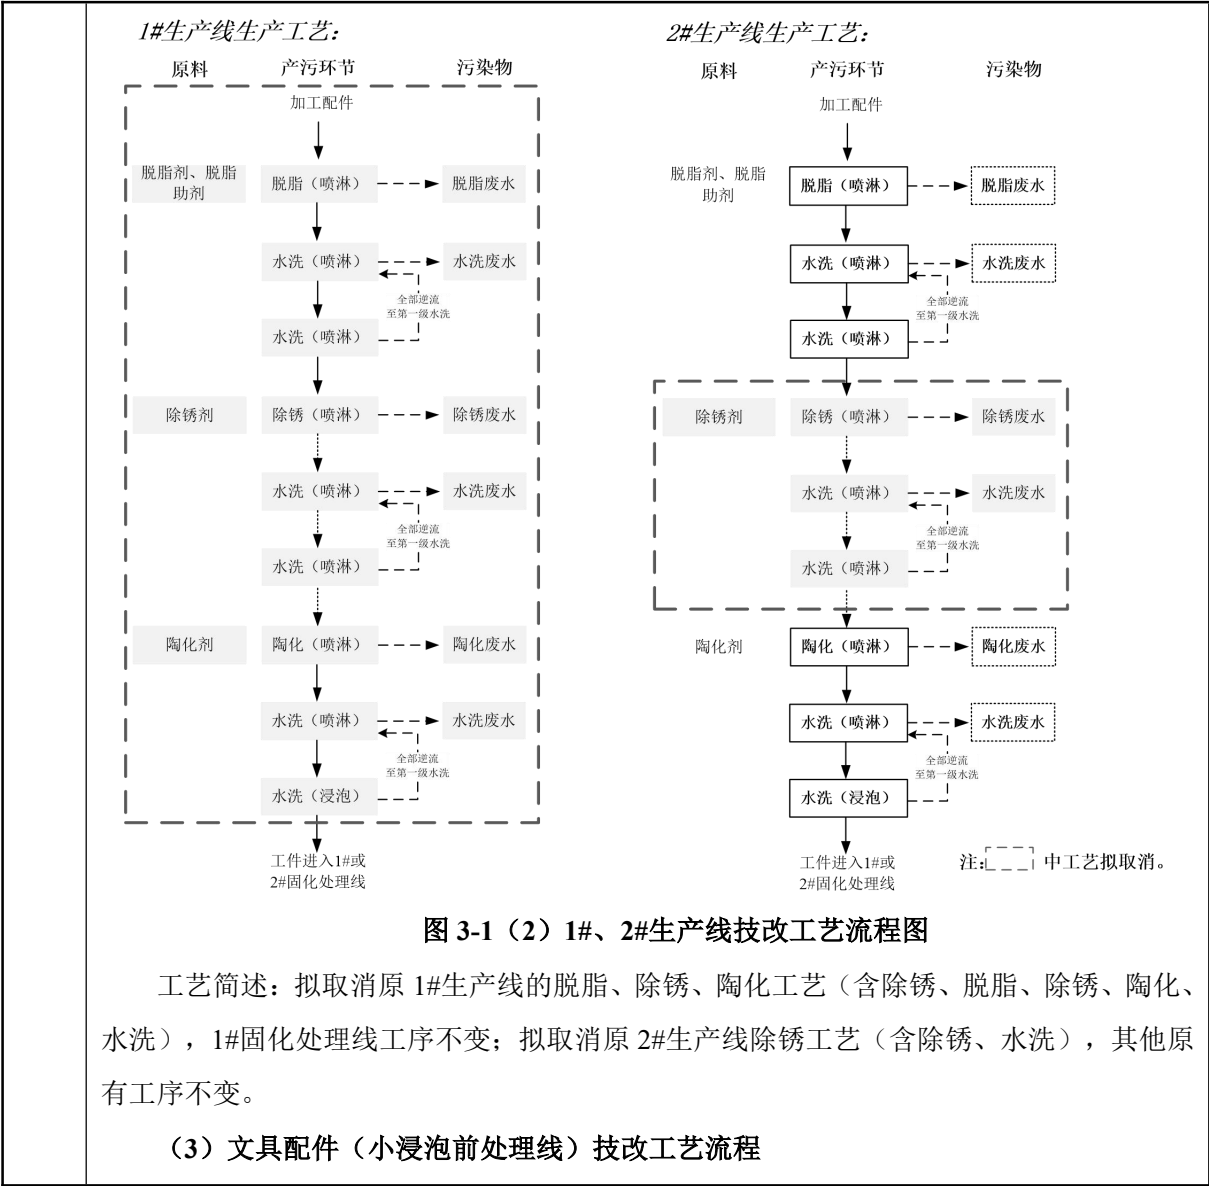 1#生产线生产工艺：
原料 产污环节 污染物
加工配件
脱脂剂、脱脂
助剂
脱脂（喷淋）
脱脂废水
水洗（喷淋）
水洗废水
全部逆流
至第一级水洗
水洗（喷淋）
除锈剂
除锈（喷淋）
除锈废水
水洗（喷淋）
水洗废水
全部逆流
至第一级水洗
水洗（喷淋）
陶化剂
陶化（喷淋）
陶化废水
水洗（喷淋）
水洗废水
全部逆流
至第一级水洗
水洗（浸泡）
工件进入1#或
2#固化处理线
2#生产线生产工艺：
原料 产污环节 污染物
加工配件
脱脂剂、脱脂
助剂
脱脂（喷淋）
脱脂废水
水洗（喷淋）
水洗废水
全部逆流
至第一级水洗
水洗（喷淋）
除锈剂
除锈（喷淋）
除锈废水
水洗（喷淋）
水洗废水
全部逆流
至第一级水洗
水洗（喷淋）
陶化剂
陶化（喷淋）
陶化废水
水洗（喷淋）
水洗废水
全部逆流
至第一级水洗
水洗（浸泡）
工件进入1#或
2#固化处理线
注: 中工艺拟取消。
图 3-1（2）1#、2#生产线技改工艺流程图
工艺简述：拟取消原 1#生产线的脱脂、除锈、陶化工艺（含除锈、脱脂、除锈、陶化、
水洗），1#固化处理线工序不变；拟取消原 2#生产线除锈工艺（含除锈、水洗），其他原
有工序不变。
（3）文具配件（小浸泡前处理线）技改工艺流程